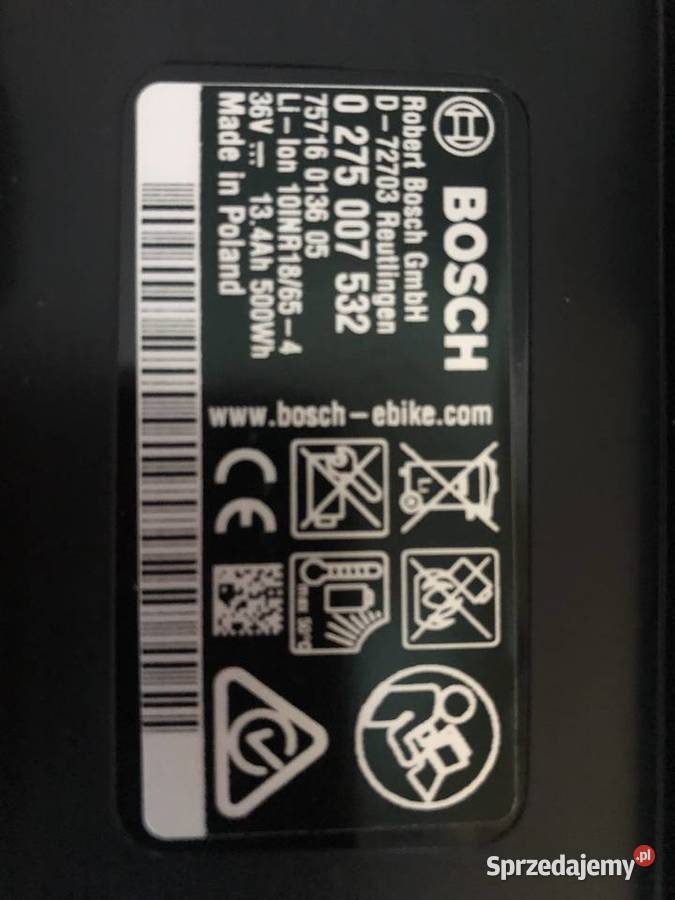 BOSCH
Robert Bosch GmbH
D-72703 Reutlingen
0 275 007 532
75716 0136 05
Li-Ion 10INR18/65-4
36V 13.4Ah 500Wh
Made in Poland
www.bosch-ebike.com
Li
max 50°C
CE
Sprzedajemy.pl